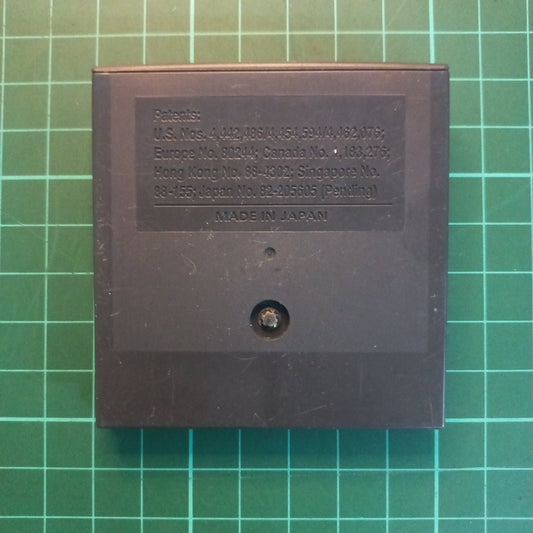 Patents:
U.S. Nos. 4,442,486/4,454,594/4,462,076;
Europe No. 80244; Canada No. 1,183,276;
Hong Kong No. 88-4302; Singapore No.
88-155; Japan No. 82-205605 (Pending)
MADE IN JAPAN